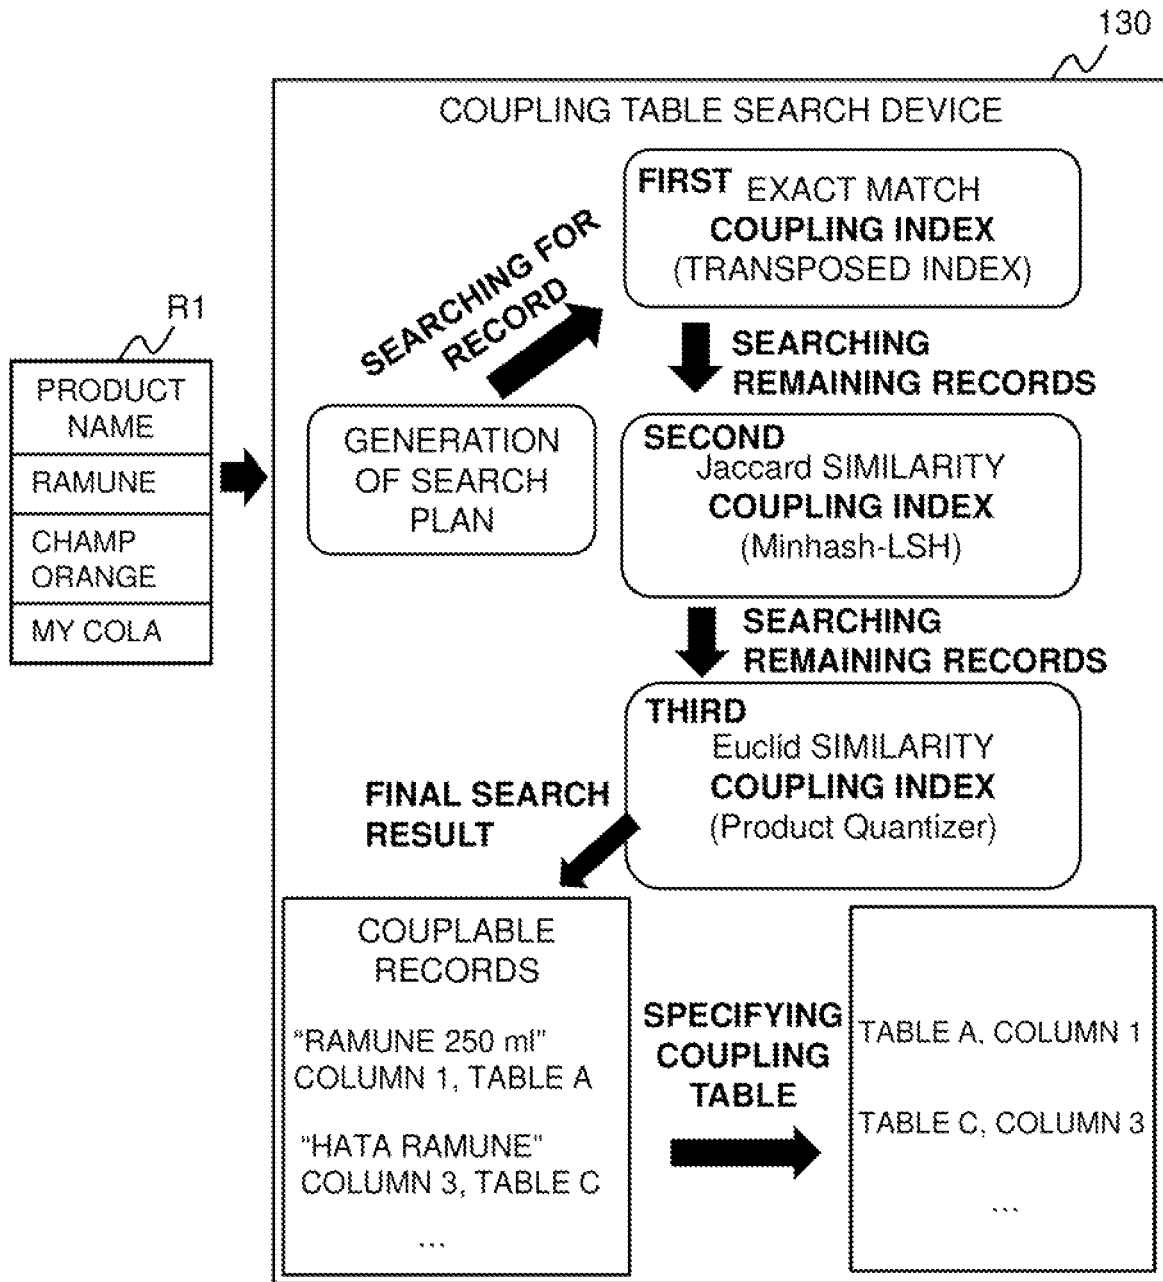 130
COUPLING TABLE SEARCH DEVICE
R1
PRODUCT
NAME
RAMUNE
CHAMP
ORANGE
MY COLA
GENERATION
OF SEARCH
PLAN
SEARCHING FOR
RECORD
FIRST EXACT MATCH
COUPLING INDEX
(TRANSPOSED INDEX)
SEARCHING
REMAINING RECORDS
SECOND
Jaccard SIMILARITY
COUPLING INDEX
(Minhash-LSH)
SEARCHING
REMAINING RECORDS
THIRD
Euclid SIMILARITY
COUPLING INDEX
(Product Quantizer)
FINAL SEARCH
RESULT
COUPLABLE
RECORDS
"RAMUNE 250 ml"
COLUMN 1, TABLE A
"HATA RAMUNE"
COLUMN 3, TABLE C
...
SPECIFYING
COUPLING
TABLE
TABLE A, COLUMN 1
TABLE C, COLUMN 3
...